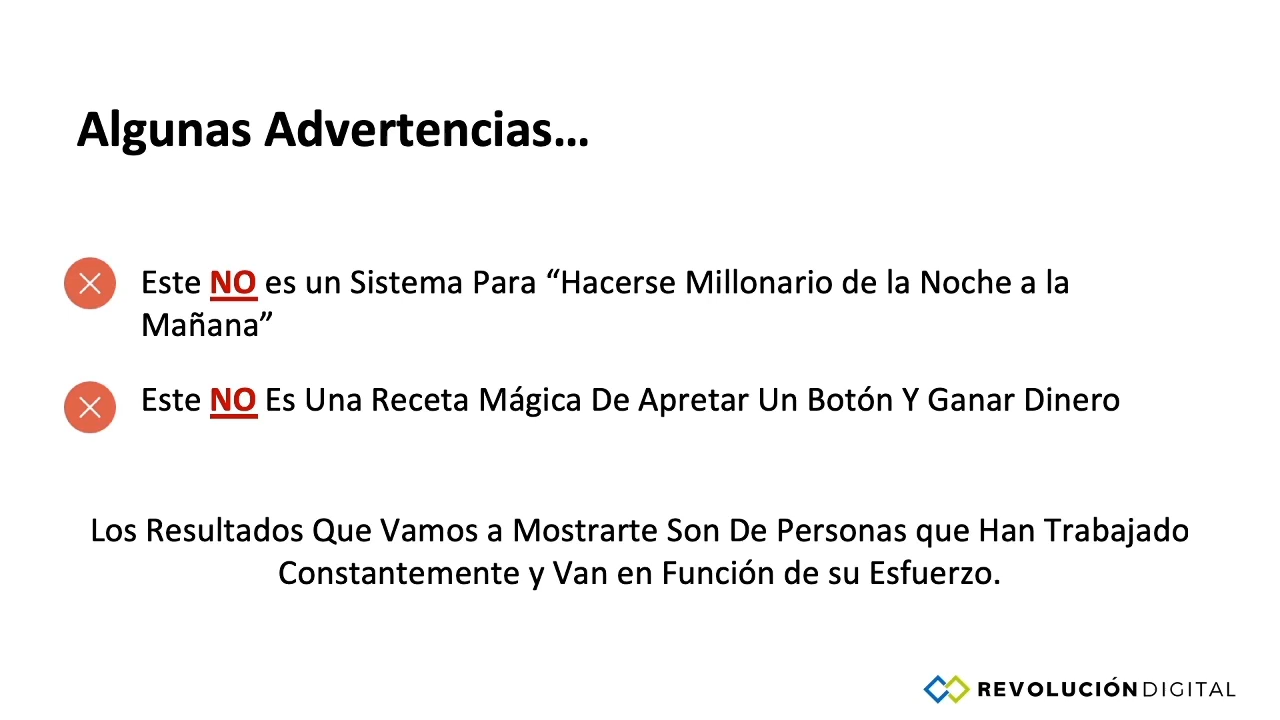 Algunas Advertencias…
Este NO es un Sistema Para “Hacerse Millonario de la Noche a la
Mañana”
Este NO Es Una Receta Mágica De Apretar Un Botón Y Ganar Dinero
Los Resultados Que Vamos a Mostrarte Son De Personas que Han Trabajado
Constantemente y Van en Función de su Esfuerzo.
REVOLUCIÓN DIGITAL